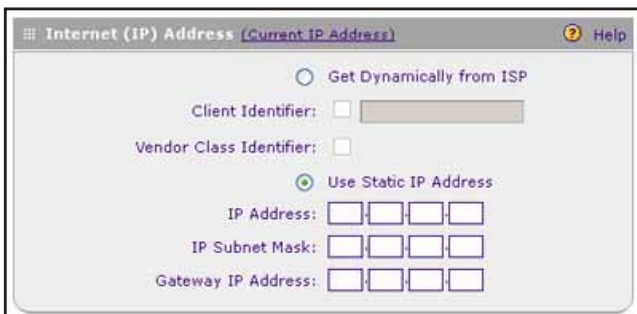 Internet (IP) Address (Current IP Address) ? Help
Get Dynamically from ISP
Client Identifier:
Vendor Class Identifier:
Use Static IP Address
IP Address: . . .
IP Subnet Mask: . . .
Gateway IP Address: . . .